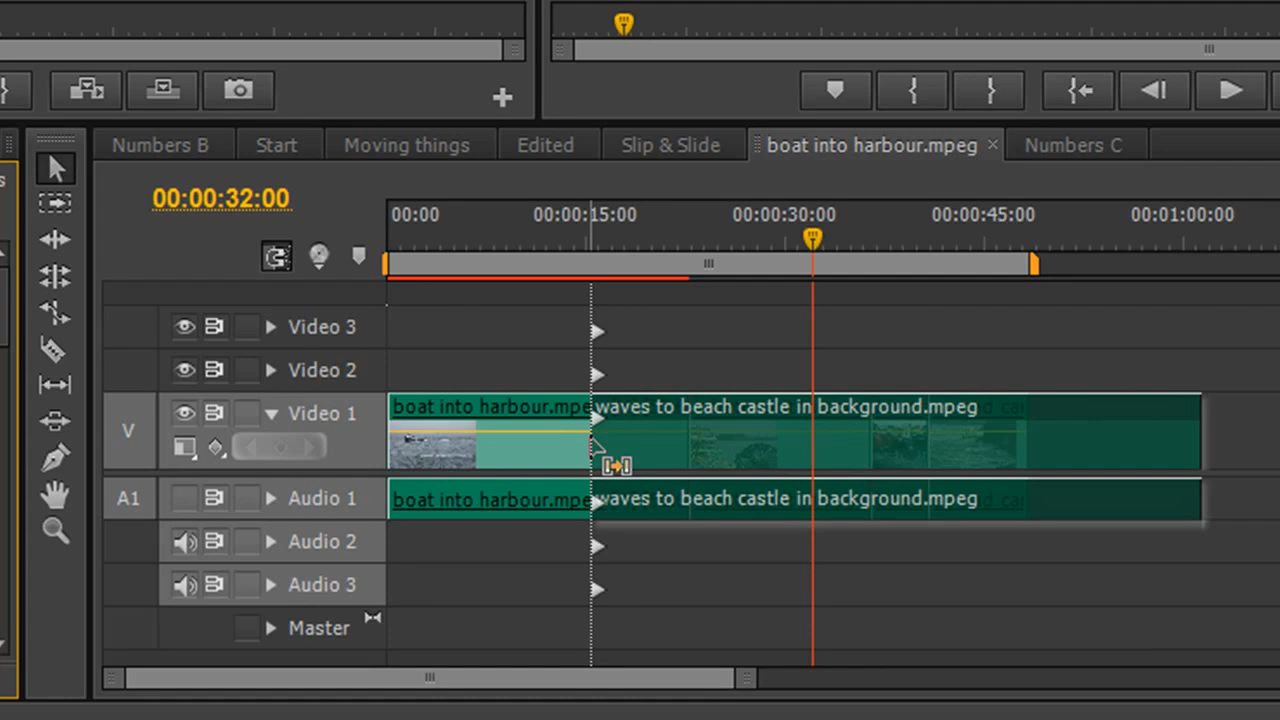 Numbers B Start Moving things Edited Slip & Slide boat into harbour.mpeg × Numbers C
00:00:32:00
00:00 00:00:15:00 00:00:30:00 00:00:45:00 00:01:00:00
Video 3
Video 2
V Video 1 boat into harbour.mpe waves to beach castle in background.mpeg
A1 Audio 1 boat into harbour.mpe waves to beach castle in background.mpeg
Audio 2
Audio 3
Master